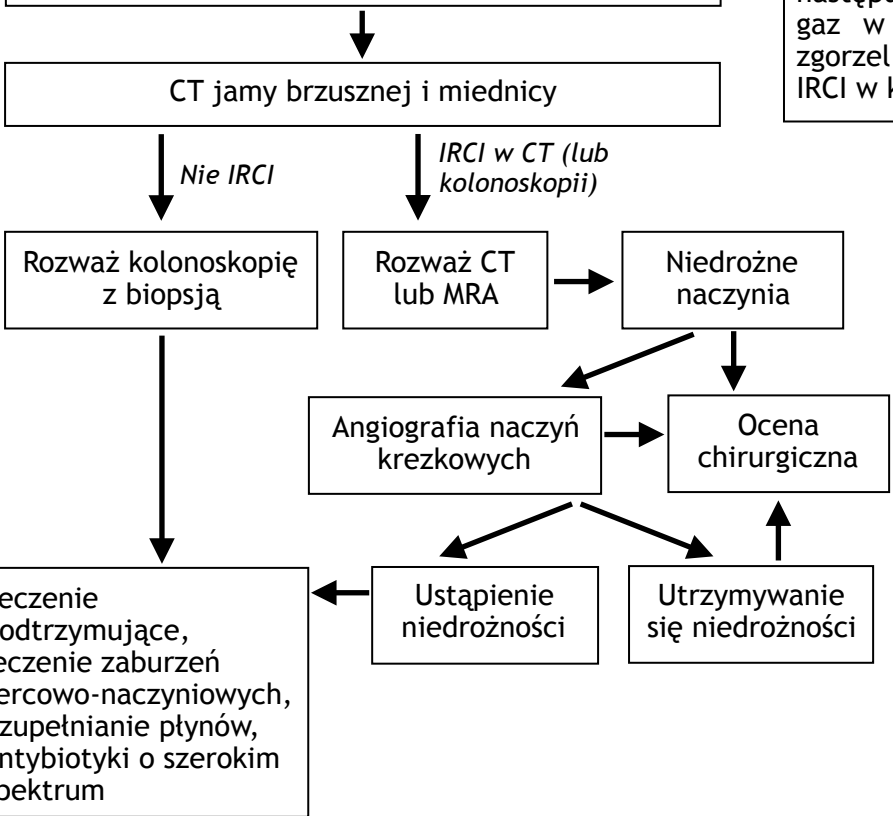 gaz w
zgorzel
IRCI w
CT jamy brzusznej i miednicy
Nie IRCI
IRCI w CT (lub
kolonoskopii)
Rozważ kolonoskopię
z biopsją
Rozważ CT
lub MRA
Niedrożne
naczynia
Angiografia naczyń
krezkowych
Ocena
chirurgiczna
eczenie
odtrzymujące,
eczenie zaburzeń
ercowo-naczyniowych,
zupełnianie płynów,
ntybiotyki o szerokim
pektrum
Ustąpienie
niedrożności
Utrzymywanie
się niedrożności